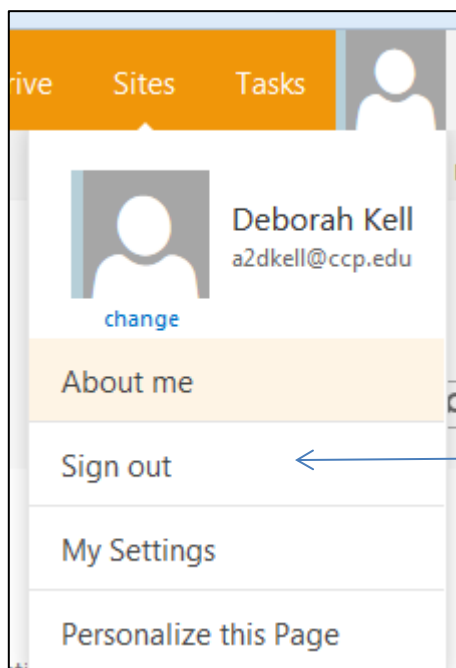 rive Sites Tasks
Deborah Kell
a2dkell@ccp.edu
change
About me
Sign out
My Settings
Personalize this Page